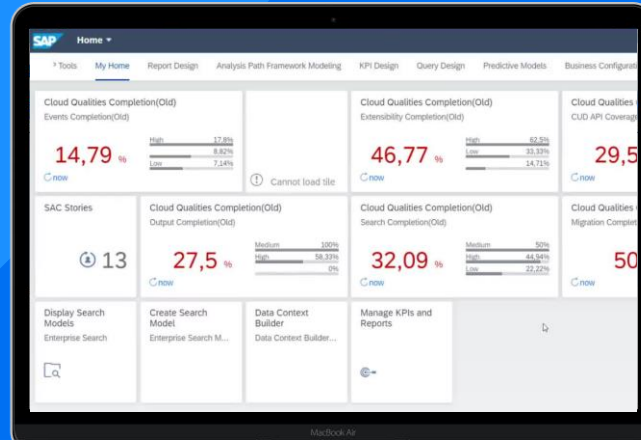 SAP Home
Tools My Home Report Design Analysis Path Framework Modeling KPI Design Query Design Predictive Models Business Configurati
Cloud Qualities Completion(Old)
Events Completion(Old)
14,79 %
High 17,8%
8,82%
Low 7,14%
now
Cannot load tile
Cloud Qualities Completion(Old)
Extensibility Completion(Old)
46,77 %
High 62,5%
Low 33,33%
14,71%
now
Cloud Qualities
CUD API Coverage
29,5
now
SAC Stories
13
Cloud Qualities Completion(Old)
Output Completion(Old)
27,5 %
Medium 100%
High 58,33%
0%
now
Cloud Qualities Completion(Old)
Search Completion(Old)
32,09 %
Medium 50%
High 44,94%
Low 22,22%
now
Cloud Qualities
Migration Complet
50
now
Display Search
Models
Enterprise Search
Create Search
Model
Enterprise Search M...
Data Context
Builder
Data Context Builder...
Manage KPIs and
Reports
MacBook Air